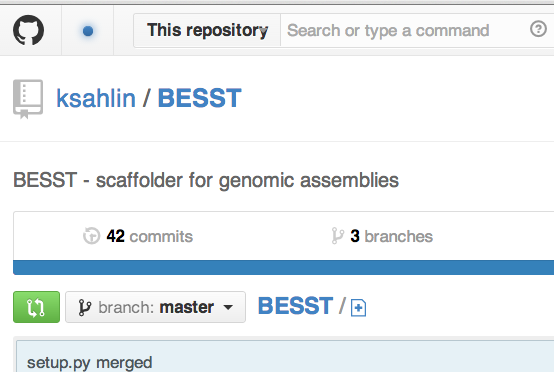 This repository Search or type a command
ksahlin / BESST
BESST - scaffolder for genomic assemblies
42 commits 3 branches
branch: master BESST /
setup.py merged